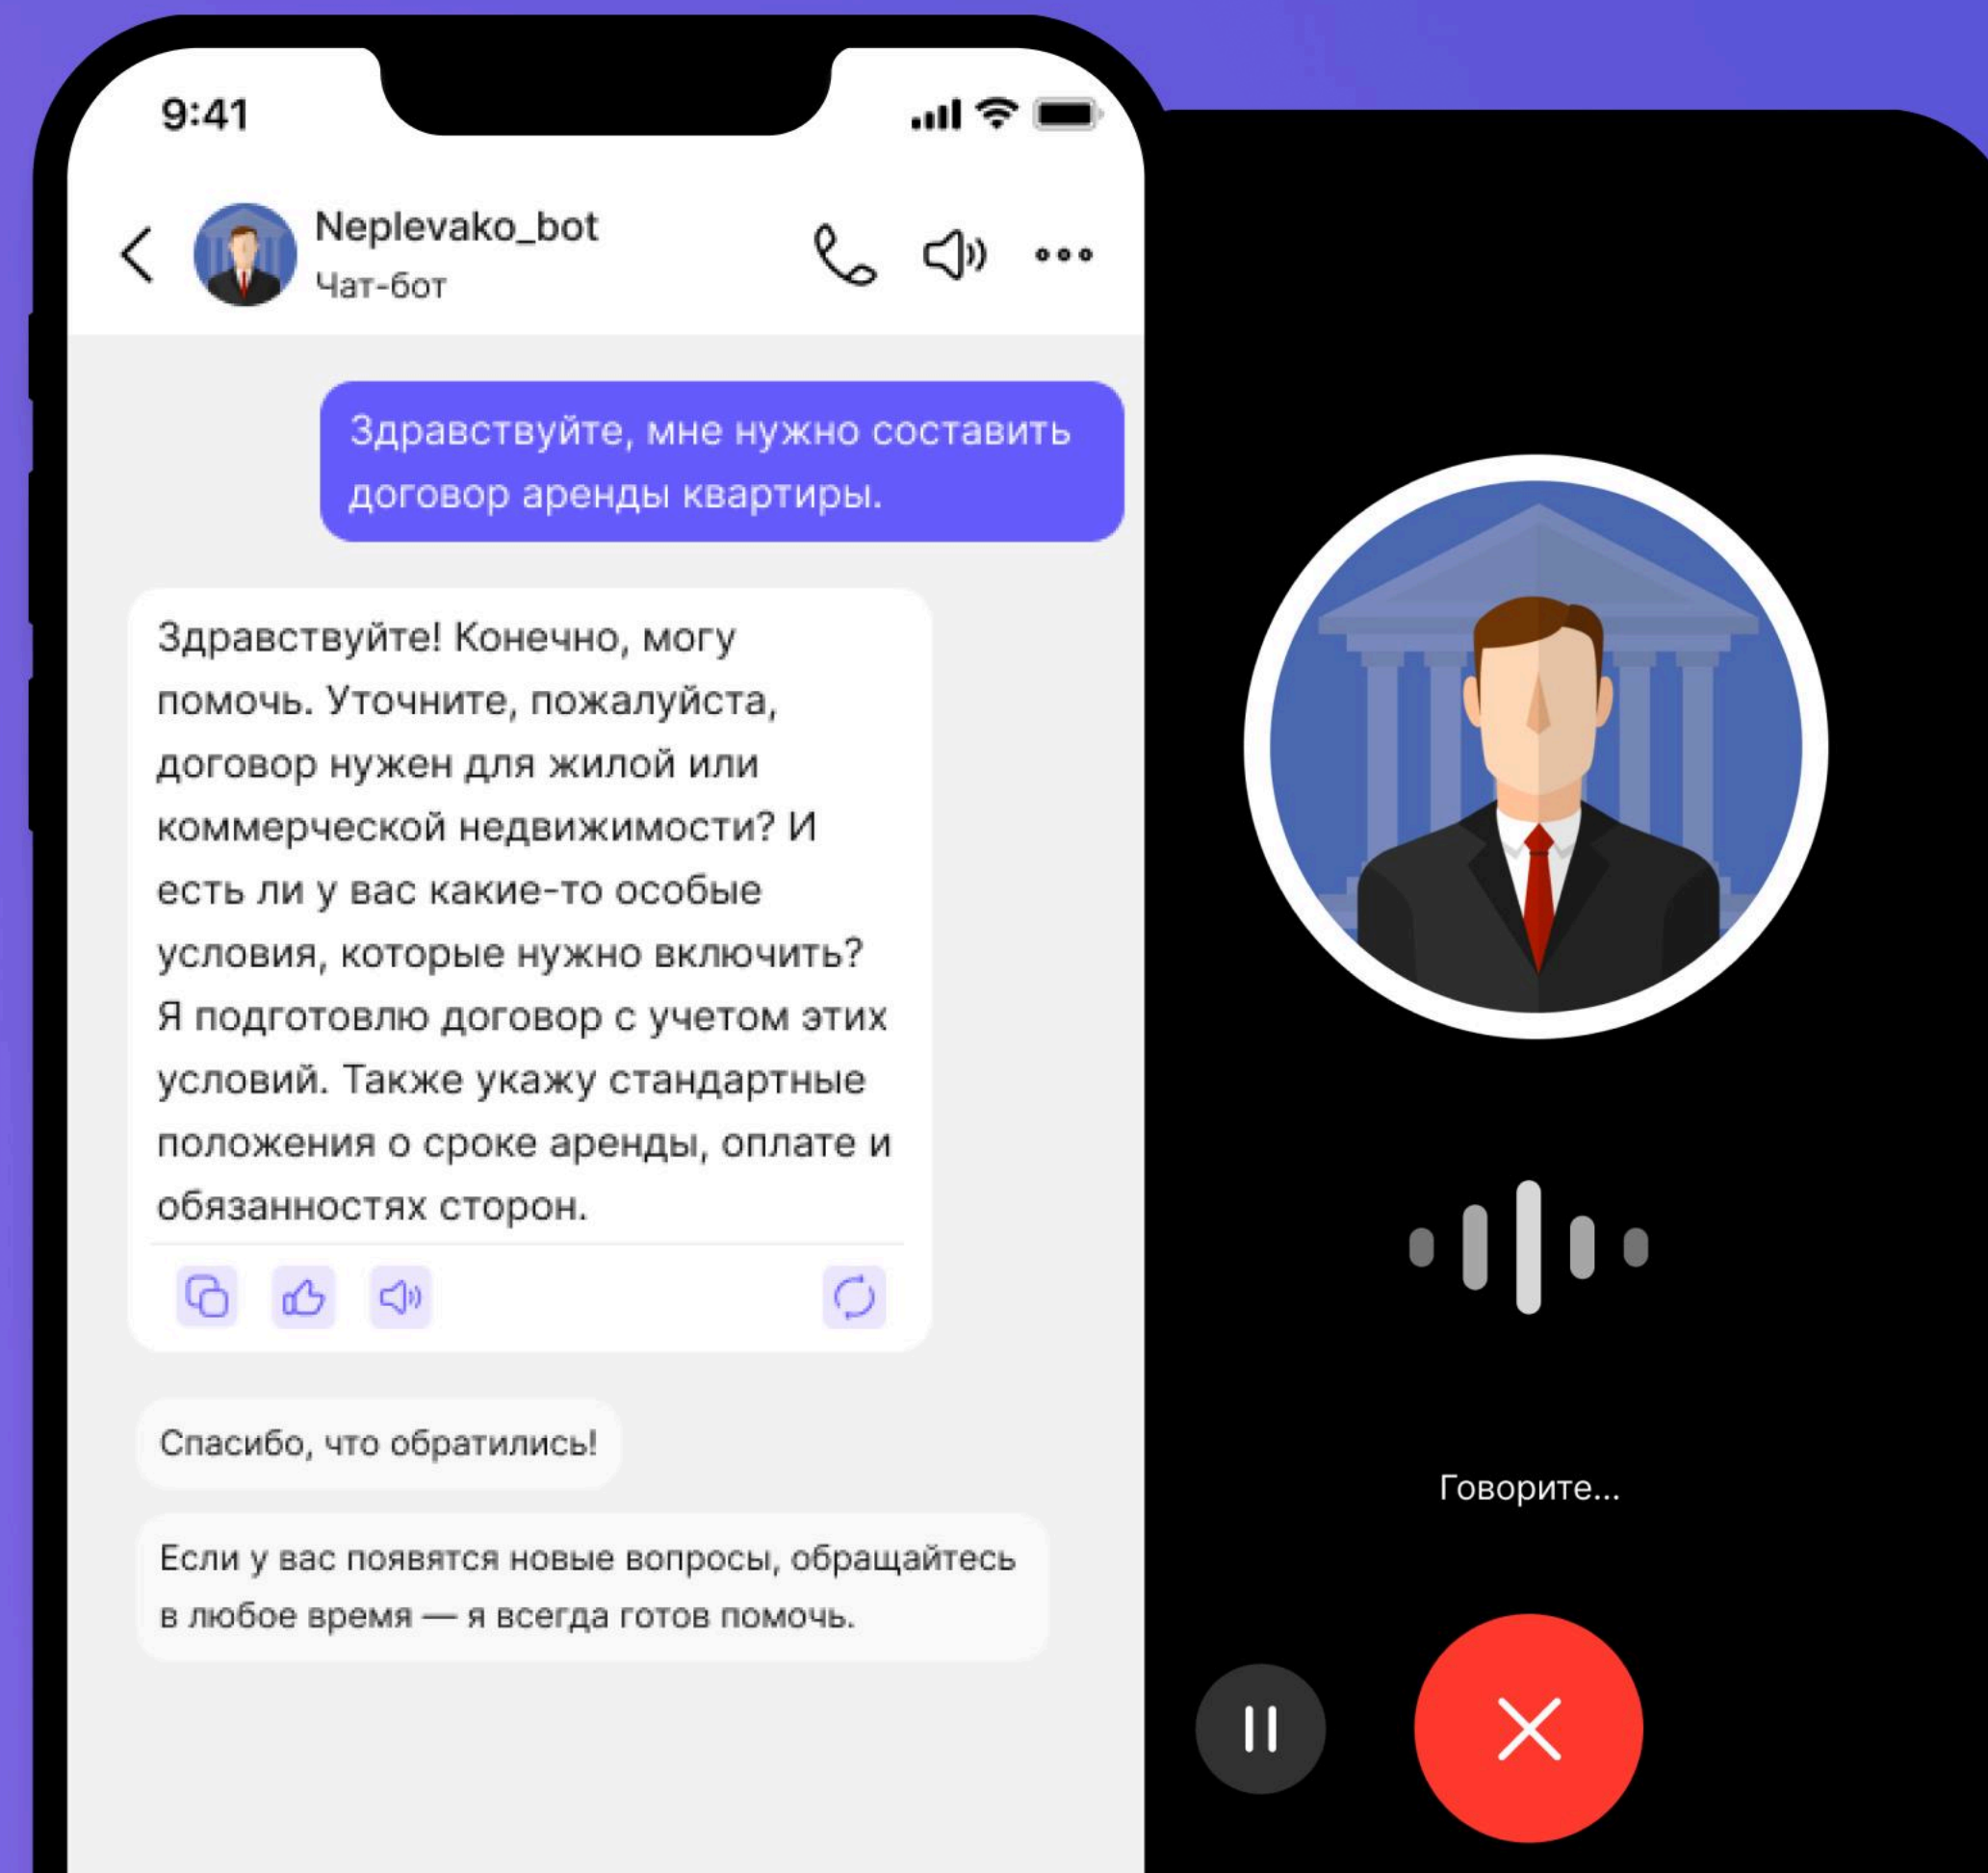 9:41
Neplevako_bot
Чат-бот
Здравствуйте, мне нужно составить
договор аренды квартиры.
Здравствуйте! Конечно, могу
помочь. Уточните, пожалуйста,
договор нужен для жилой или
коммерческой недвижимости? И
есть ли у вас какие-то особые
условия, которые нужно включить?
Я подготовлю договор с учетом этих
условий. Также укажу стандартные
положения о сроке аренды, оплате и
обязанностях сторон.
Спасибо, что обратились!
Если у вас появятся новые вопросы, обращайтесь
в любое время — я всегда готов помочь.
Говорите...